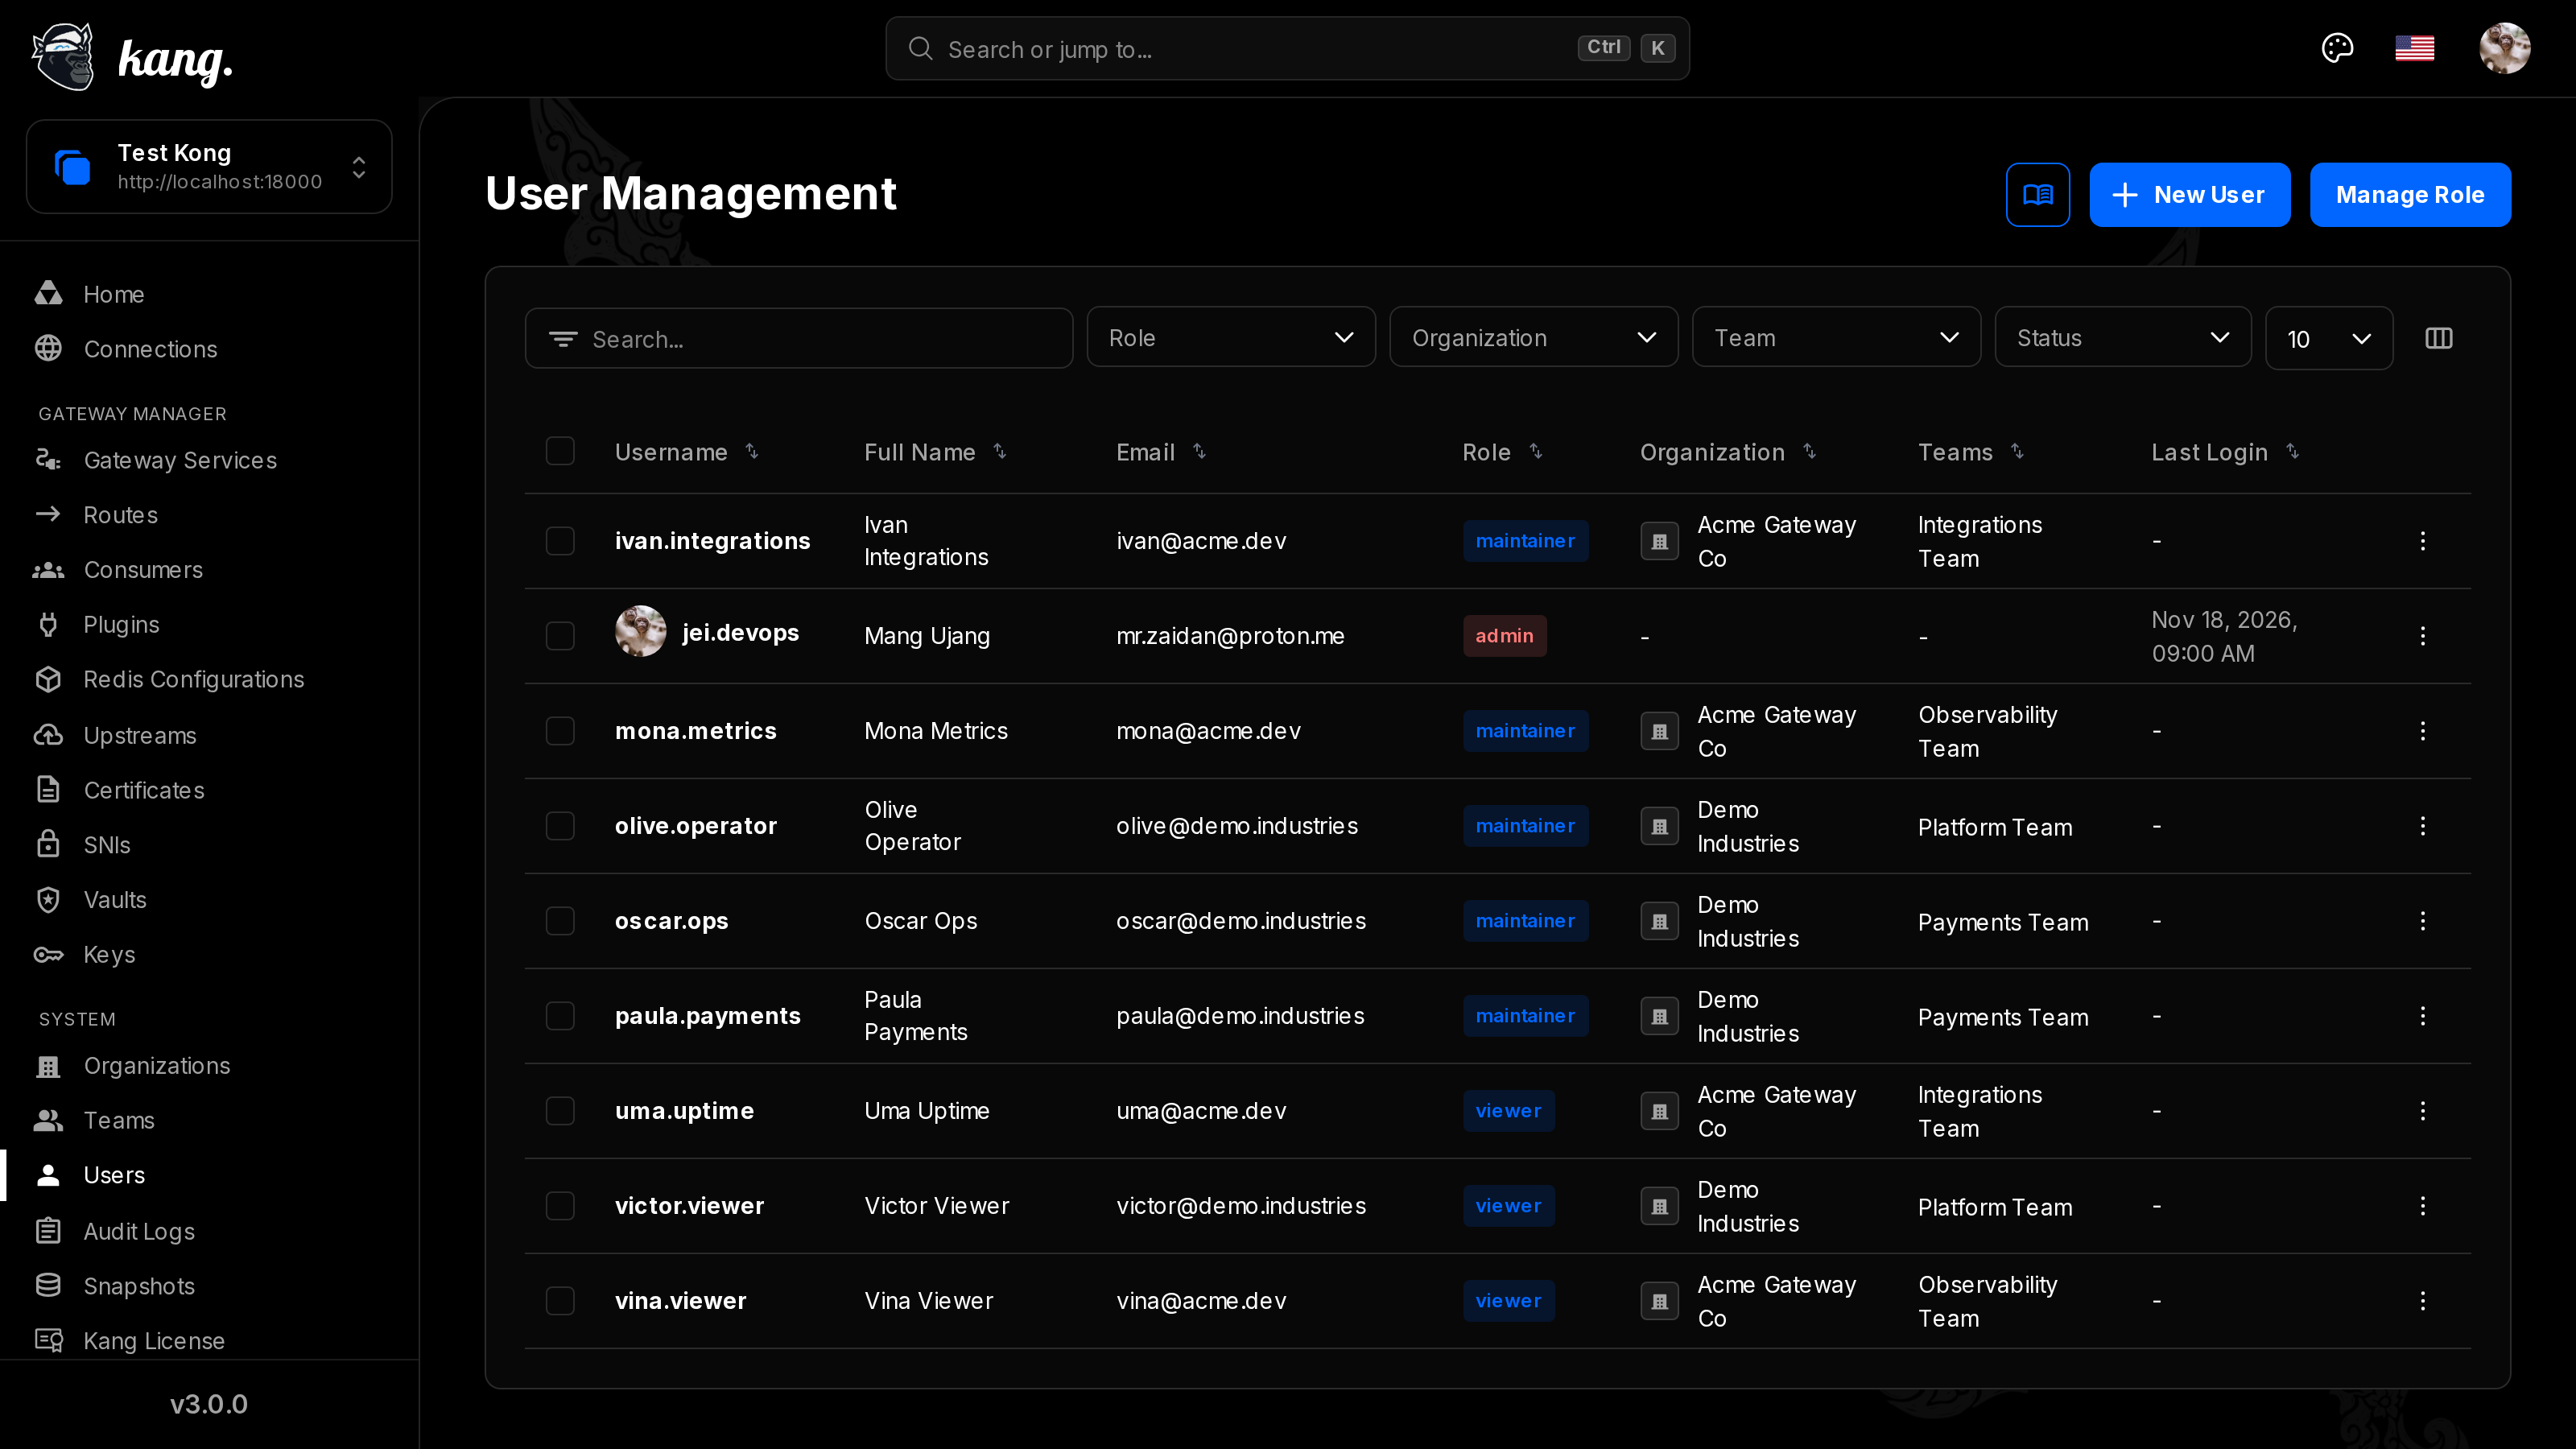 kang.
Search or jump to...
Ctrl
K
Test Kong
http://localhost:18000
Home
Connections
GATEWAY MANAGER
Gateway Services
Routes
Consumers
Plugins
Redis Configurations
Upstreams
Certificates
SNIs
Vaults
Keys
SYSTEM
Organizations
Teams
Users
Audit Logs
Snapshots
Kang License
v3.0.0
User Management
New User
Manage Role
Search...
Role
Organization
Team
Status
10
Username Full Name Email Role Organization Teams Last Login
ivan.integrations
Ivan
Integrations
ivan@acme.dev
maintainer
Acme Gateway
Co
Integrations
Team
-
jei.devops
Mang Ujang
mr.zaidan@proton.me
admin
-
-
Nov 18, 2026,
09:00 AM
mona.metrics
Mona Metrics
mona@acme.dev
maintainer
Acme Gateway
Co
Observability
Team
-
olive.operator
Olive
Operator
olive@demo.industries
maintainer
Demo
Industries
Platform Team
-
oscar.ops
Oscar Ops
oscar@demo.industries
maintainer
Demo
Industries
Payments Team
-
paula.payments
Paula
Payments
paula@demo.industries
maintainer
Demo
Industries
Payments Team
-
uma.uptime
Uma Uptime
uma@acme.dev
viewer
Acme Gateway
Co
Integrations
Team
-
victor.viewer
Victor Viewer
victor@demo.industries
viewer
Demo
Industries
Platform Team
-
vina.viewer
Vina Viewer
vina@acme.dev
viewer
Acme Gateway
Co
Observability
Team
-